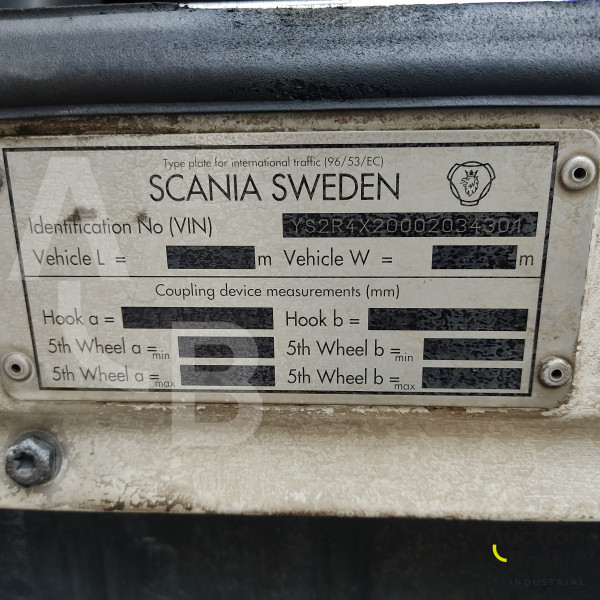 Type plate for international traffic (96/53/EC)
SCANIA SWEDEN
Identification No (VIN) YS2R4X20002034301
Vehicle L = m Vehicle W = m
Coupling device measurements (mm)
Hook a = Hook b =
5th Wheel a =min 5th Wheel b =min
5th Wheel a =max 5th Wheel b =max
A
B
INDUSTRIAL